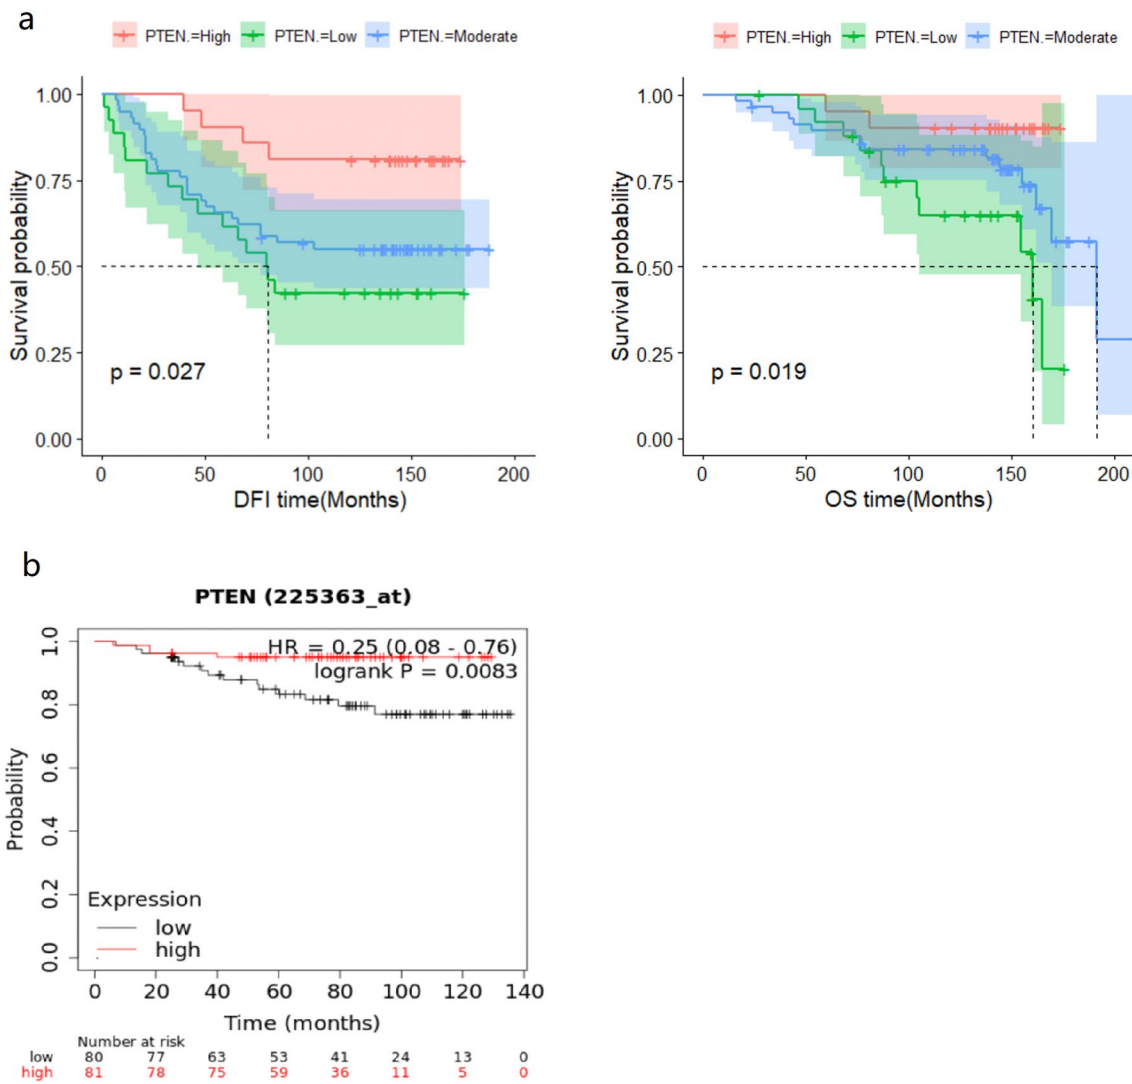 a
PTEN.=High PTEN.=Low PTEN.=Moderate
1.00
0.75
0.50
0.25
0.00
Survival probability
p = 0.027
0 50 100 150 200
DFI time(Months)
PTEN.=High PTEN.=Low PTEN.=Moderate
1.00
0.75
0.50
0.25
0.00
Survival probability
p = 0.019
0 50 100 150 200
OS time(Months)
b
PTEN (225363_at)
HR = 0.25 (0.08 - 0.76)
logrank P = 0.0083
1.0
0.8
0.6
0.4
0.2
0.0
Probability
Expression
low
high
0 20 40 60 80 100 120 140
Time (months)
Number at risk
low 80 77 63 53 41 24 13 0
high 81 78 75 59 36 11 5 0